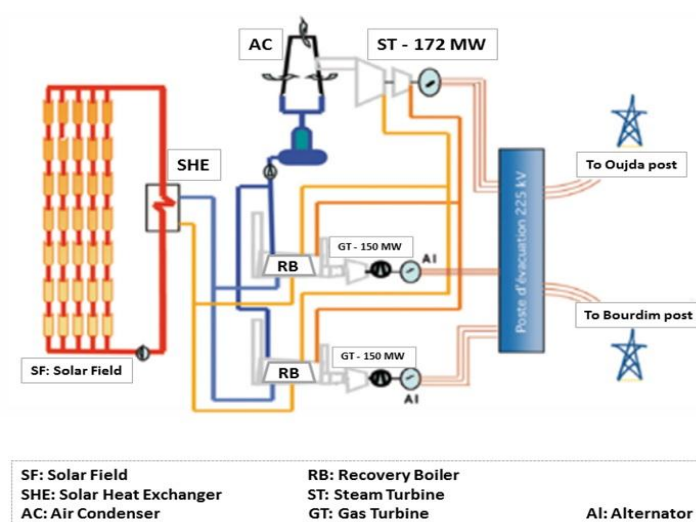 AC
ST - 172 MW
SHE
To Oujda post
GT - 150 MW
Al
RB
Poste d'évacuation 225 kV
To Bourdim post
GT - 150 MW
SF: Solar Field
RB
Al
SF: Solar Field
RB: Recovery Boiler
SHE: Solar Heat Exchanger
ST: Steam Turbine
AC: Air Condenser
GT: Gas Turbine
Al: Alternator